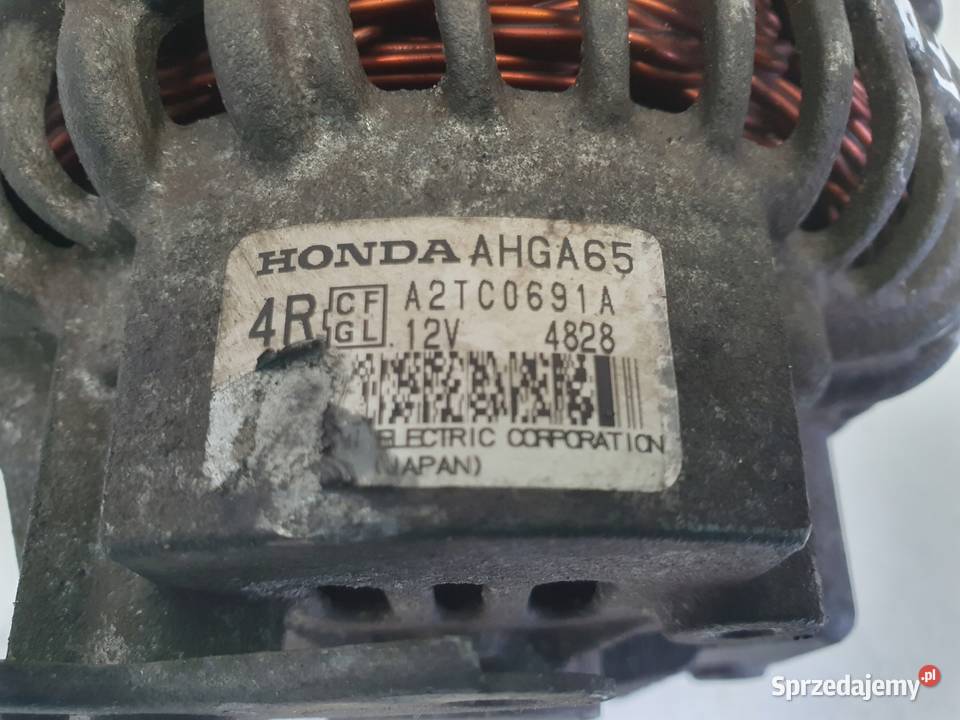 HONDA AHGA65
4R CF GL A2TC0691A
12V 4828
ELECTRIC CORPORATION
(JAPAN)
Sprzedajemy.pl